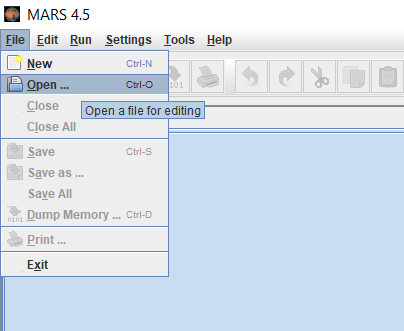 MARS 4.5
File Edit Run Settings Tools Help
New Ctrl-N
Open ... Ctrl-O
Close
Open a file for editing
Close All
Save Ctrl-S
Save as ...
Save All
Dump Memory ... Ctrl-D
Print ...
Exit